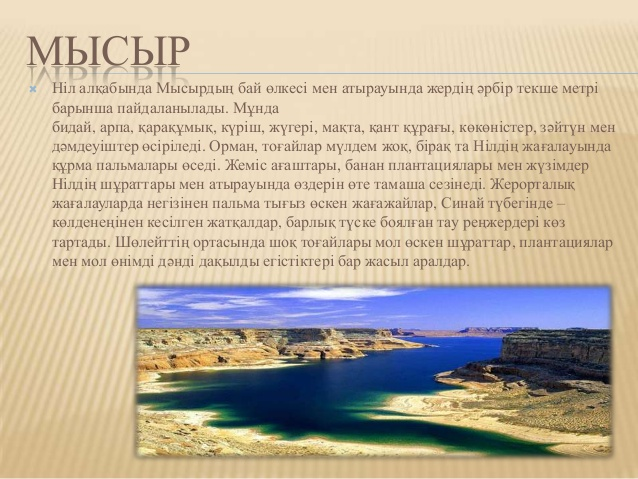 МЫСЫР
Ніл алқабында Мысырдың бай өлкесі мен атырауында жердің әрбір текше метрі
барынша пайдаланылады. Мұнда
бидай, арпа, қарақұмық, күріш, жүгері, мақта, қант құрағы, көкөністер, зәйтүн мен
дәмдеуіштер өсіріледі. Орман, тоғайлар мүлдем жоқ, бірақ та Нілдің жағалауында
құрма пальмалары өседі. Жеміс ағаштары, банан плантациялары мен жүзімдер
Нілдің шұраттары мен атырауында өздерін өте тамаша сезінеді. Жерорталық
жағалауларда негізінен пальма тығыз өскен жағажайлар, Синай түбегінде –
көлденеңінен кесілген жатқалдар, барлық түске боялған тау реңжердері көз
тартады. Шөлейттің ортасында шоқ тоғайлары мол өскен шұраттар, плантациялар
мен мол өнімді дәнді дақылды егістіктері бар жасыл аралдар.